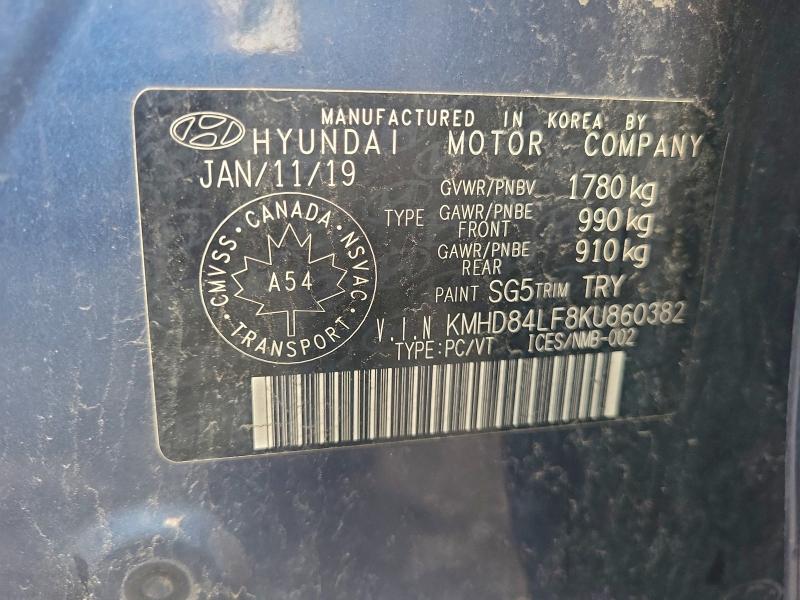 MANUFACTURED IN KOREA BY
HYUNDAI MOTOR COMPANY
JAN/11/19
GVWR/PNBV 1780 kg
TYPE GAWR/PNBE FRONT 990 kg
GAWR/PNBE REAR 910 kg
PAINT SG5 TRIM TRY
V.I.N KMHD84LF8KU860382
TYPE: PC/VT ICES/NMB-002
CMVSS · CANADA · NSVAC · TRANSPORT ·
A54